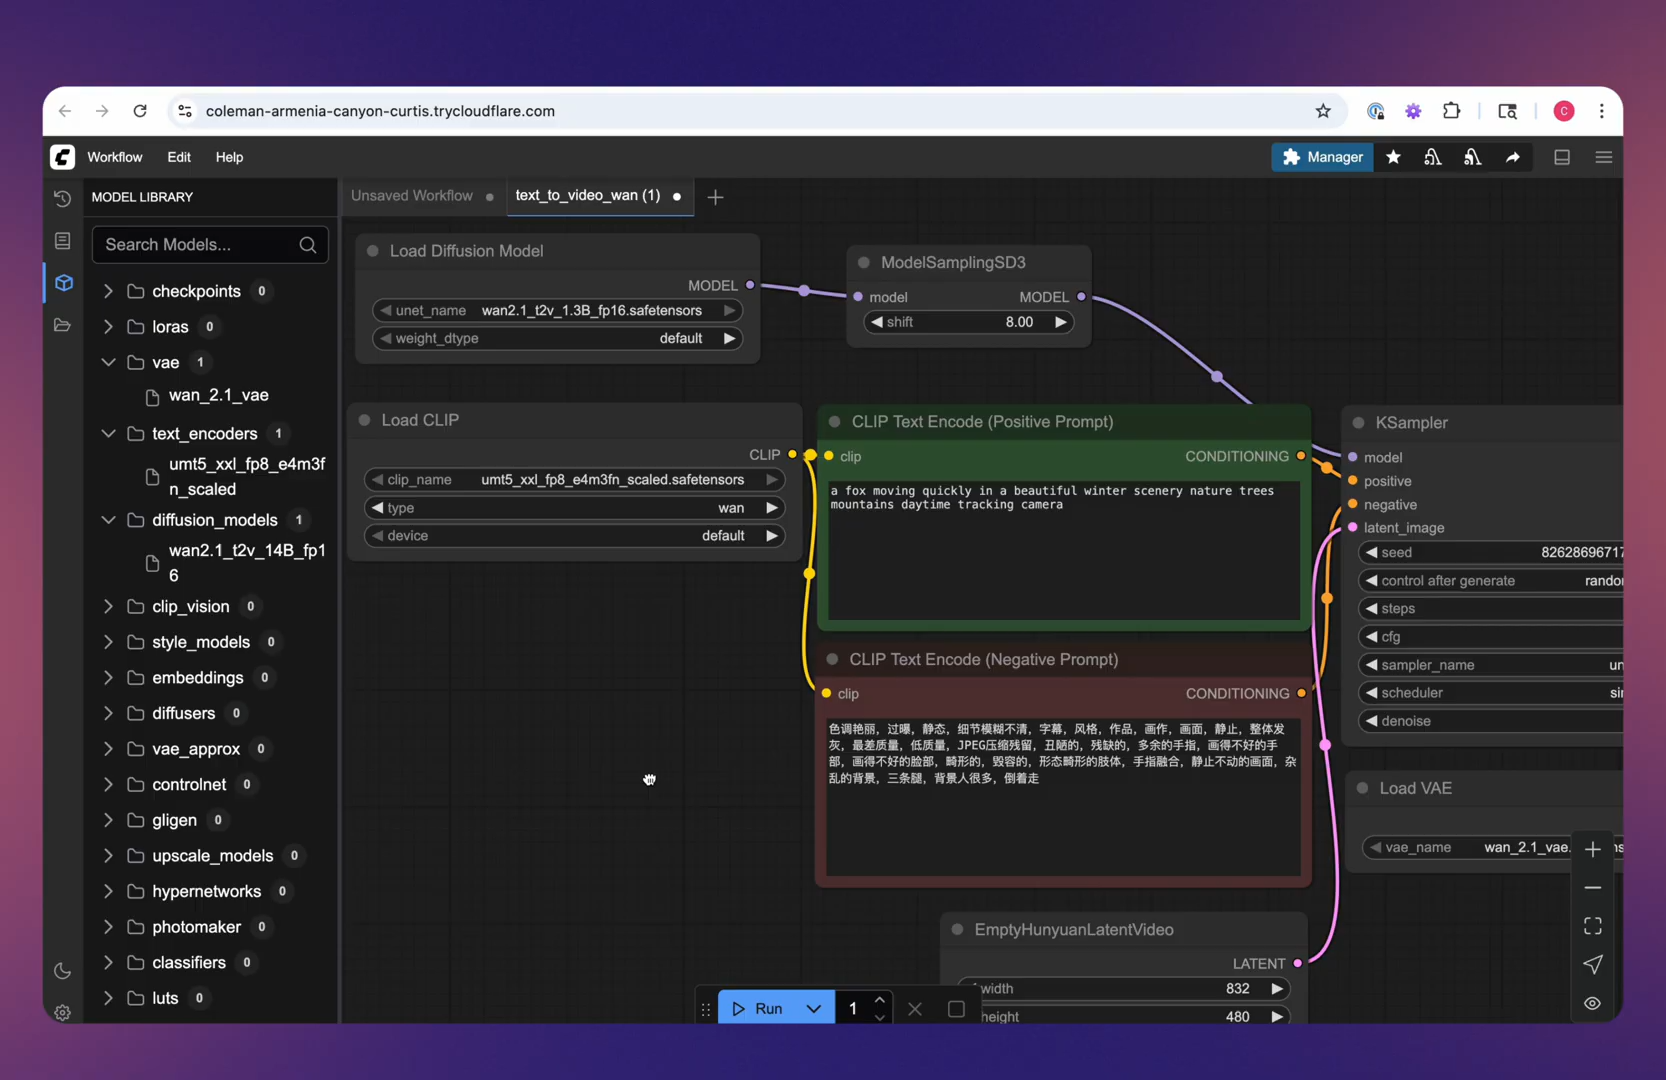 coleman-armenia-canyon-curtis.trycloudflare.com
C
Workflow Edit Help
Manager
MODEL LIBRARY
Unsaved Workflow
text_to_video_wan (1)
Search Models...
checkpoints 0
loras 0
vae 1
wan_2.1_vae
text_encoders 1
umt5_xxl_fp8_e4m3f
n_scaled
diffusion_models 1
wan2.1_t2v_14B_fp1
6
clip_vision 0
style_models 0
embeddings 0
diffusers 0
vae_approx 0
controlnet 0
gligen 0
upscale_models 0
hypernetworks 0
photomaker 0
classifiers 0
luts 0
Load Diffusion Model
MODEL
unet_name wan2.1_t2v_1.3B_fp16.safetensors
weight_dtype default
ModelSamplingSD3
model MODEL
shift 8.00
Load CLIP
CLIP
clip_name umt5_xxl_fp8_e4m3fn_scaled.safetensors
type wan
device default
CLIP Text Encode (Positive Prompt)
clip CONDITIONING
a fox moving quickly in a beautiful winter scenery nature trees
mountains daytime tracking camera
CLIP Text Encode (Negative Prompt)
clip CONDITIONING
色调艳丽，过曝，静态，细节模糊不清，字幕，风格，作品，画作，画面，静止，整体发
灰，最差质量，低质量，JPEG压缩残留，丑陋的，残缺的，多余的手指，画得不好的手
部，画得不好的脸部，畸形的，毁容的，形态畸形的肢体，手指融合，静止不动的画面，杂
乱的背景，三条腿，背景人很多，倒着走
EmptyHunyuanLatentVideo
LATENT
width 832
height 480
KSampler
model
positive
negative
latent_image
seed 82628696717
control after generate rando
steps
cfg
sampler_name un
scheduler sir
denoise
Load VAE
vae_name wan_2.1_vae.
Run 1